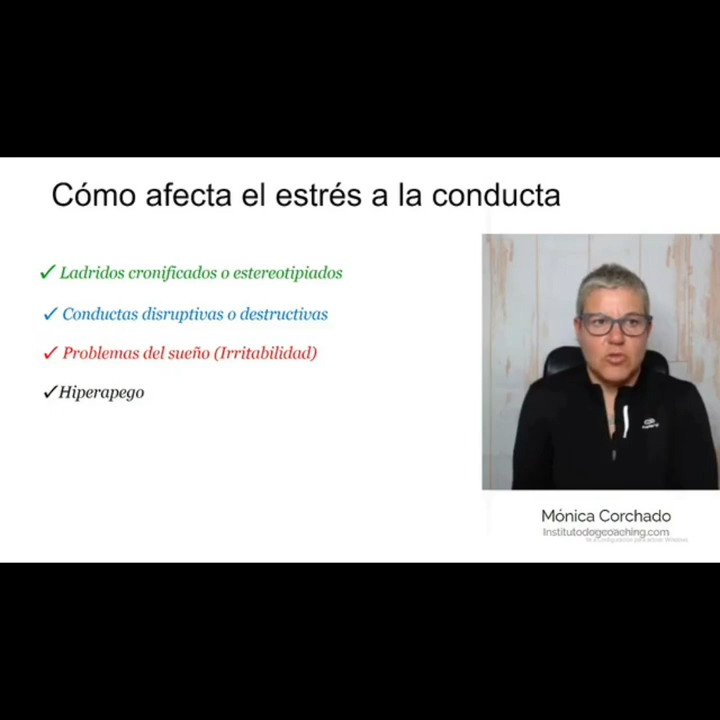 Cómo afecta el estrés a la conducta
✓ Ladridos cronificados o estereotipiados
✓ Conductas disruptivas o destructivas
✓ Problemas del sueño (Irritabilidad)
✓ Hiperapego
Mónica Corchado
Institutodogcoaching.com